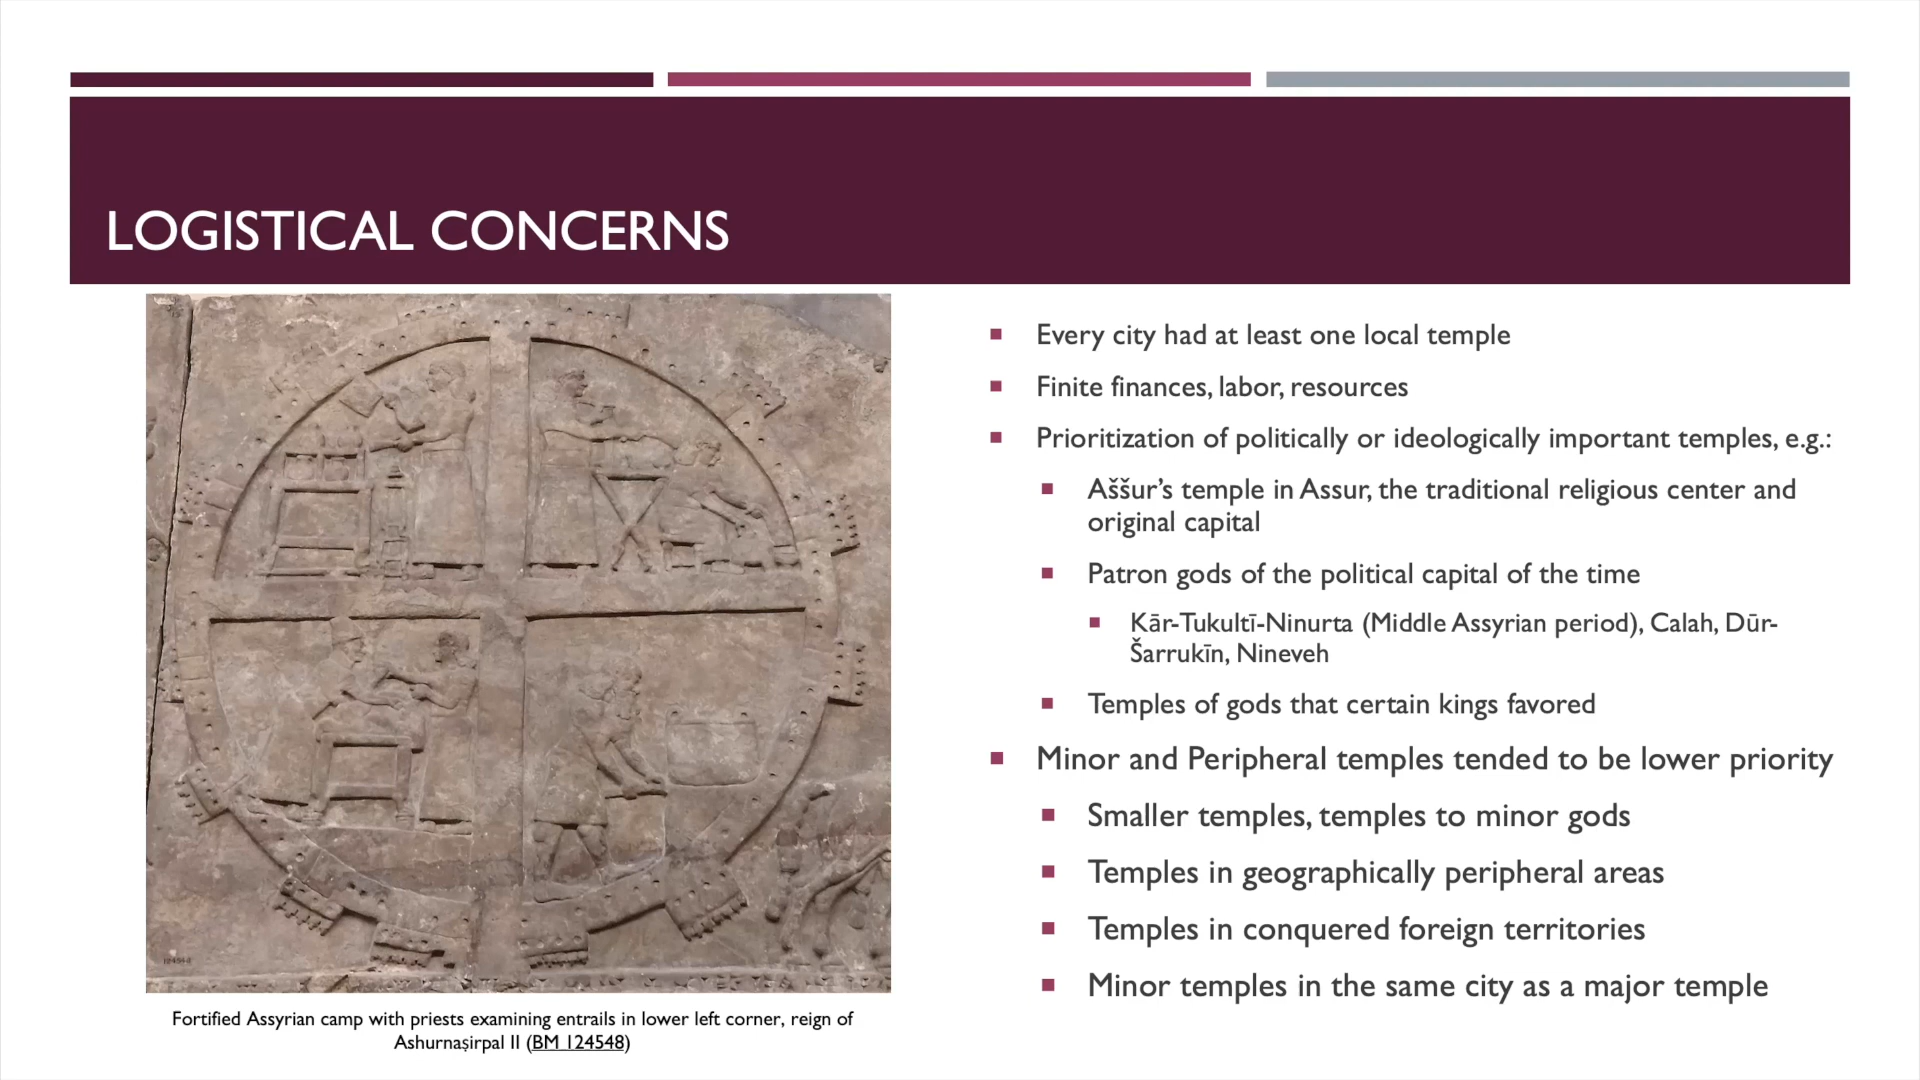 LOGISTICAL CONCERNS
Every city had at least one local temple
Finite finances, labor, resources
Prioritization of politically or ideologically important temples, e.g.:
Aššur’s temple in Assur, the traditional religious center and
original capital
Patron gods of the political capital of the time
Kār-Tukultī-Ninurta (Middle Assyrian period), Calah, Dūr-
Šarrukīn, Nineveh
Temples of gods that certain kings favored
Minor and Peripheral temples tended to be lower priority
Smaller temples, temples to minor gods
Temples in geographically peripheral areas
Temples in conquered foreign territories
Minor temples in the same city as a major temple
Fortified Assyrian camp with priests examining entrails in lower left corner, reign of
Ashurnaṣirpal II (BM 124548)